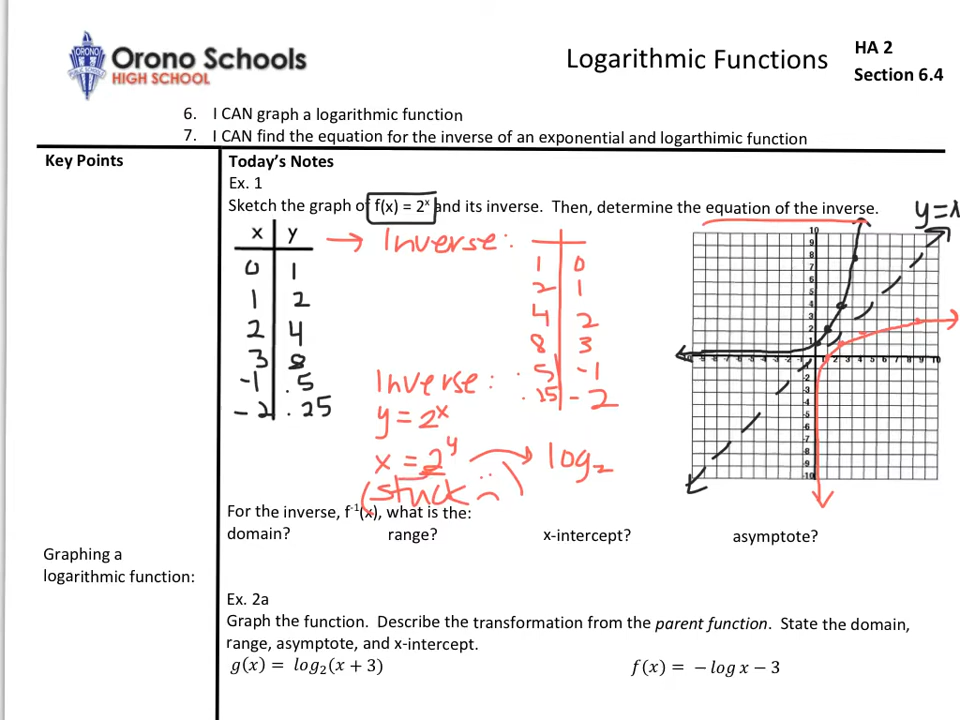 Orono Schools
HIGH SCHOOL
ORONO
PUBLIC SCHOOLS
Logarithmic Functions
HA 2
Section 6.4
6. I CAN graph a logarithmic function
7. I CAN find the equation for the inverse of an exponential and logarthimic function
Key Points
Today's Notes
Ex. 1
Sketch the graph of f(x) = 2ˣ and its inverse. Then, determine the equation of the inverse.
x y
0 1
1 2
2 4
3 8
-1 .5
-2 .25
→ Inverse:
1 0
2 1
4 2
8 3
.5 -1
.25 -2
Inverse:
y = 2ˣ
x = 2ʸ → log₂
(stuck :( )
y=x
For the inverse, f⁻¹(x), what is the:
domain? range? x-intercept? asymptote?
Graphing a
logarithmic function:
Ex. 2a
Graph the function. Describe the transformation from the parent function. State the domain,
range, asymptote, and x-intercept.
g(x) = log₂(x + 3) f(x) = − log x − 3